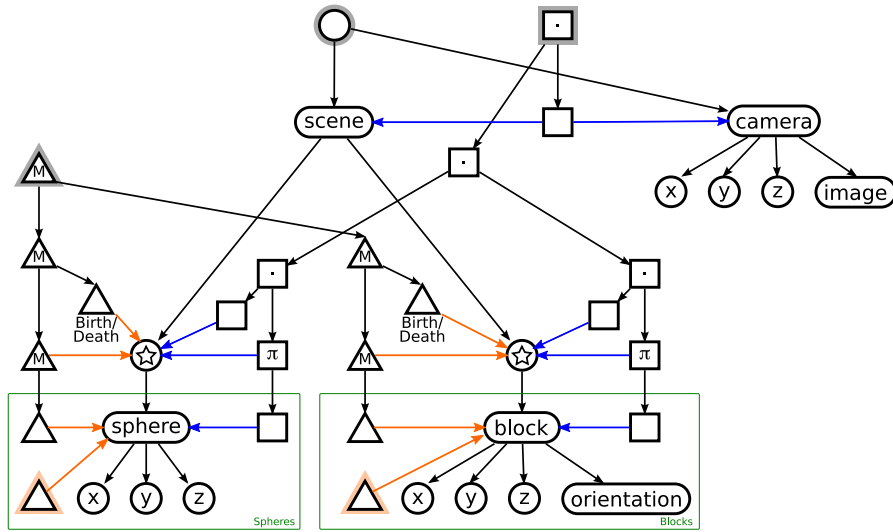 ·
scene
camera
·
M
x
y
z
image
M
·
M
·
Birth/
Death
Birth/
Death
M
π
M
π
sphere
block
x
y
z
x
y
z
orientation
Spheres
Blocks